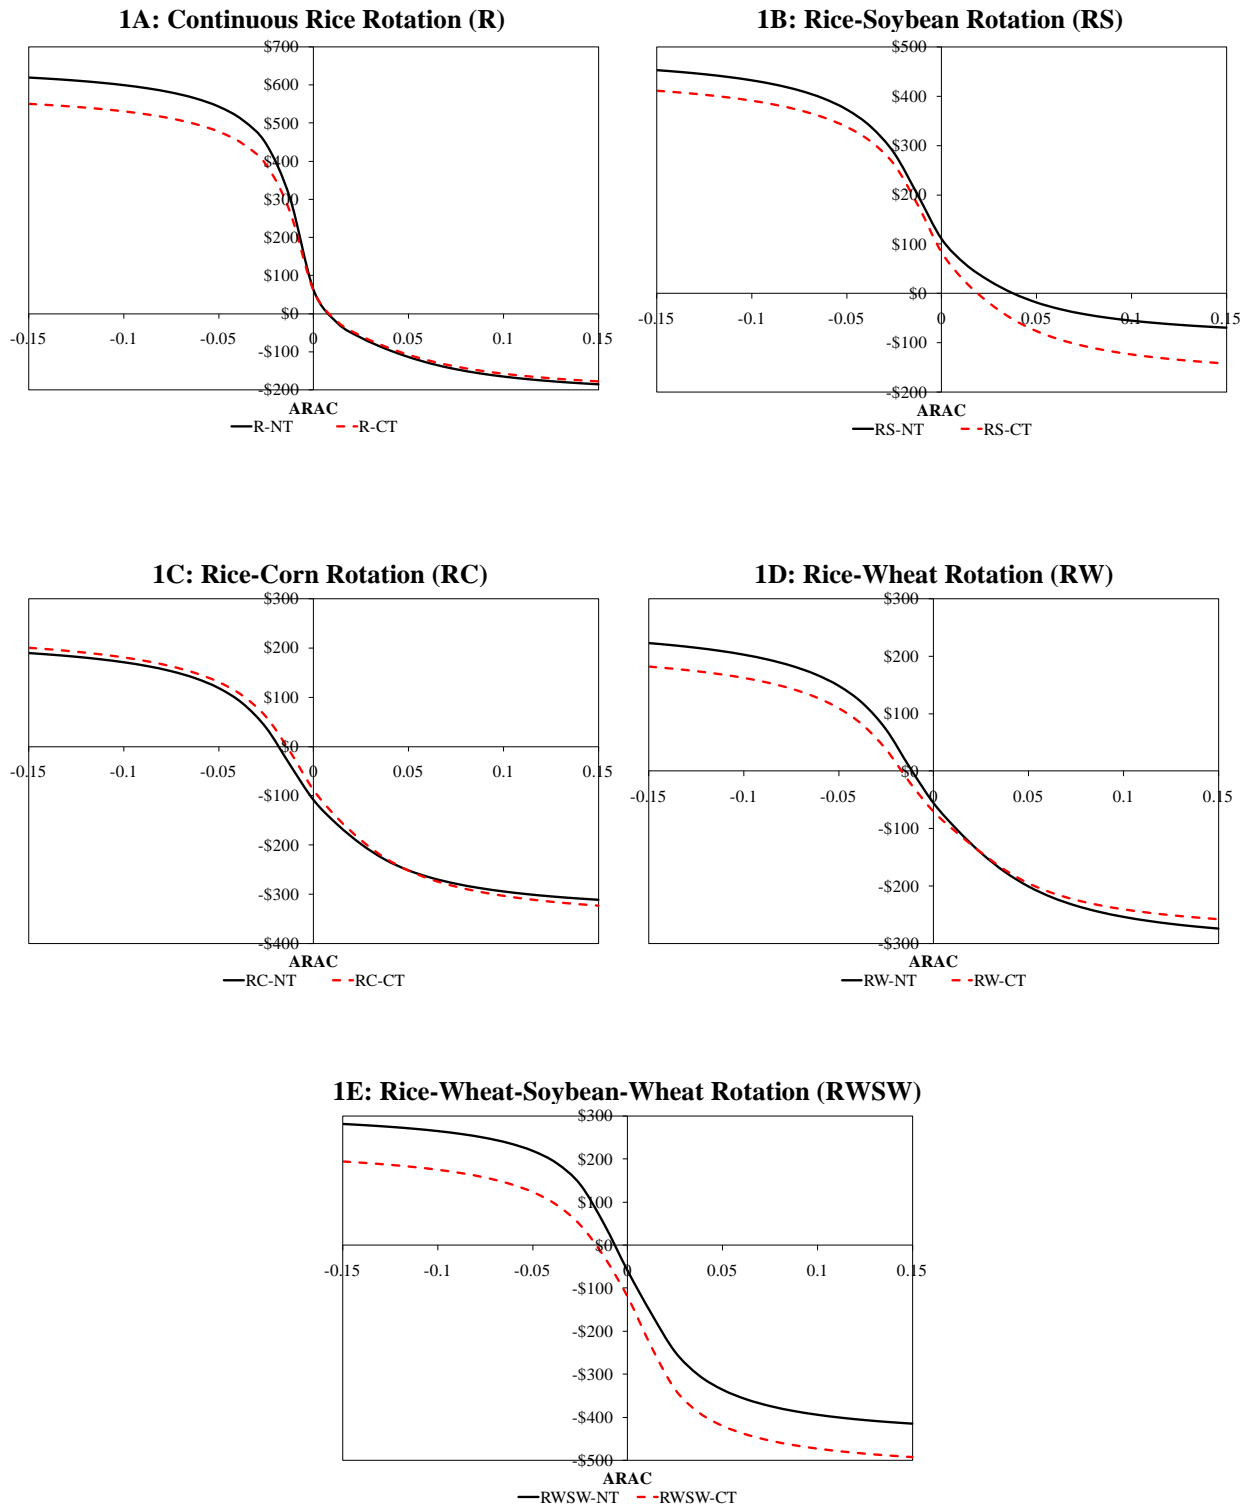 1A: Continuous Rice Rotation (R)
$700
$600
$500
$400
$300
$200
$100
$0
-$100
-$200
-0.15 -0.1 -0.05 0 0.05 0.1 0.15
ARAC
R-NT R-CT
1B: Rice-Soybean Rotation (RS)
$500
$400
$300
$200
$100
$0
-$100
-$200
-0.15 -0.1 -0.05 0 0.05 0.1 0.15
ARAC
RS-NT RS-CT
1C: Rice-Corn Rotation (RC)
$300
$200
$100
$0
-$100
-$200
-$300
-$400
-0.15 -0.1 -0.05 0 0.05 0.1 0.15
ARAC
RC-NT RC-CT
1D: Rice-Wheat Rotation (RW)
$300
$200
$100
$0
-$100
-$200
-$300
-0.15 -0.1 -0.05 0 0.05 0.1 0.15
ARAC
RW-NT RW-CT
1E: Rice-Wheat-Soybean-Wheat Rotation (RWSW)
$300
$200
$100
$0
-$100
-$200
-$300
-$400
-$500
-0.15 -0.1 -0.05 0 0.05 0.1 0.15
ARAC
RWSW-NT RWSW-CT